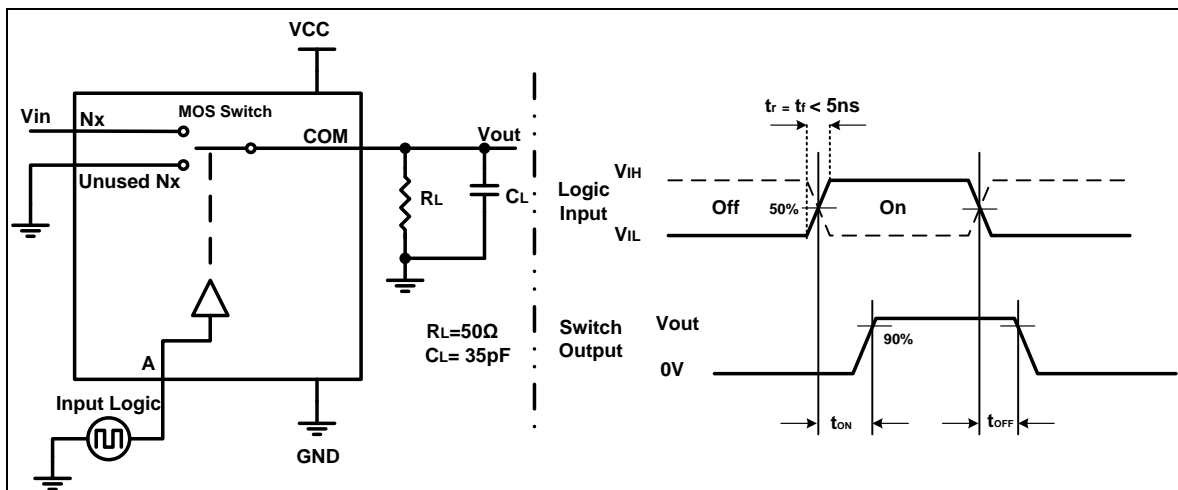 VCC
Vin
Nx
MOS Switch
COM
Vout
Unused Nx
RL
CL
A
RL=50Ω
CL= 35pF
Input Logic
GND
tr = tf < 5ns
Logic
Input
VIH
Off
50%
On
VIL
Switch
Output
Vout
90%
0V
tON
tOFF